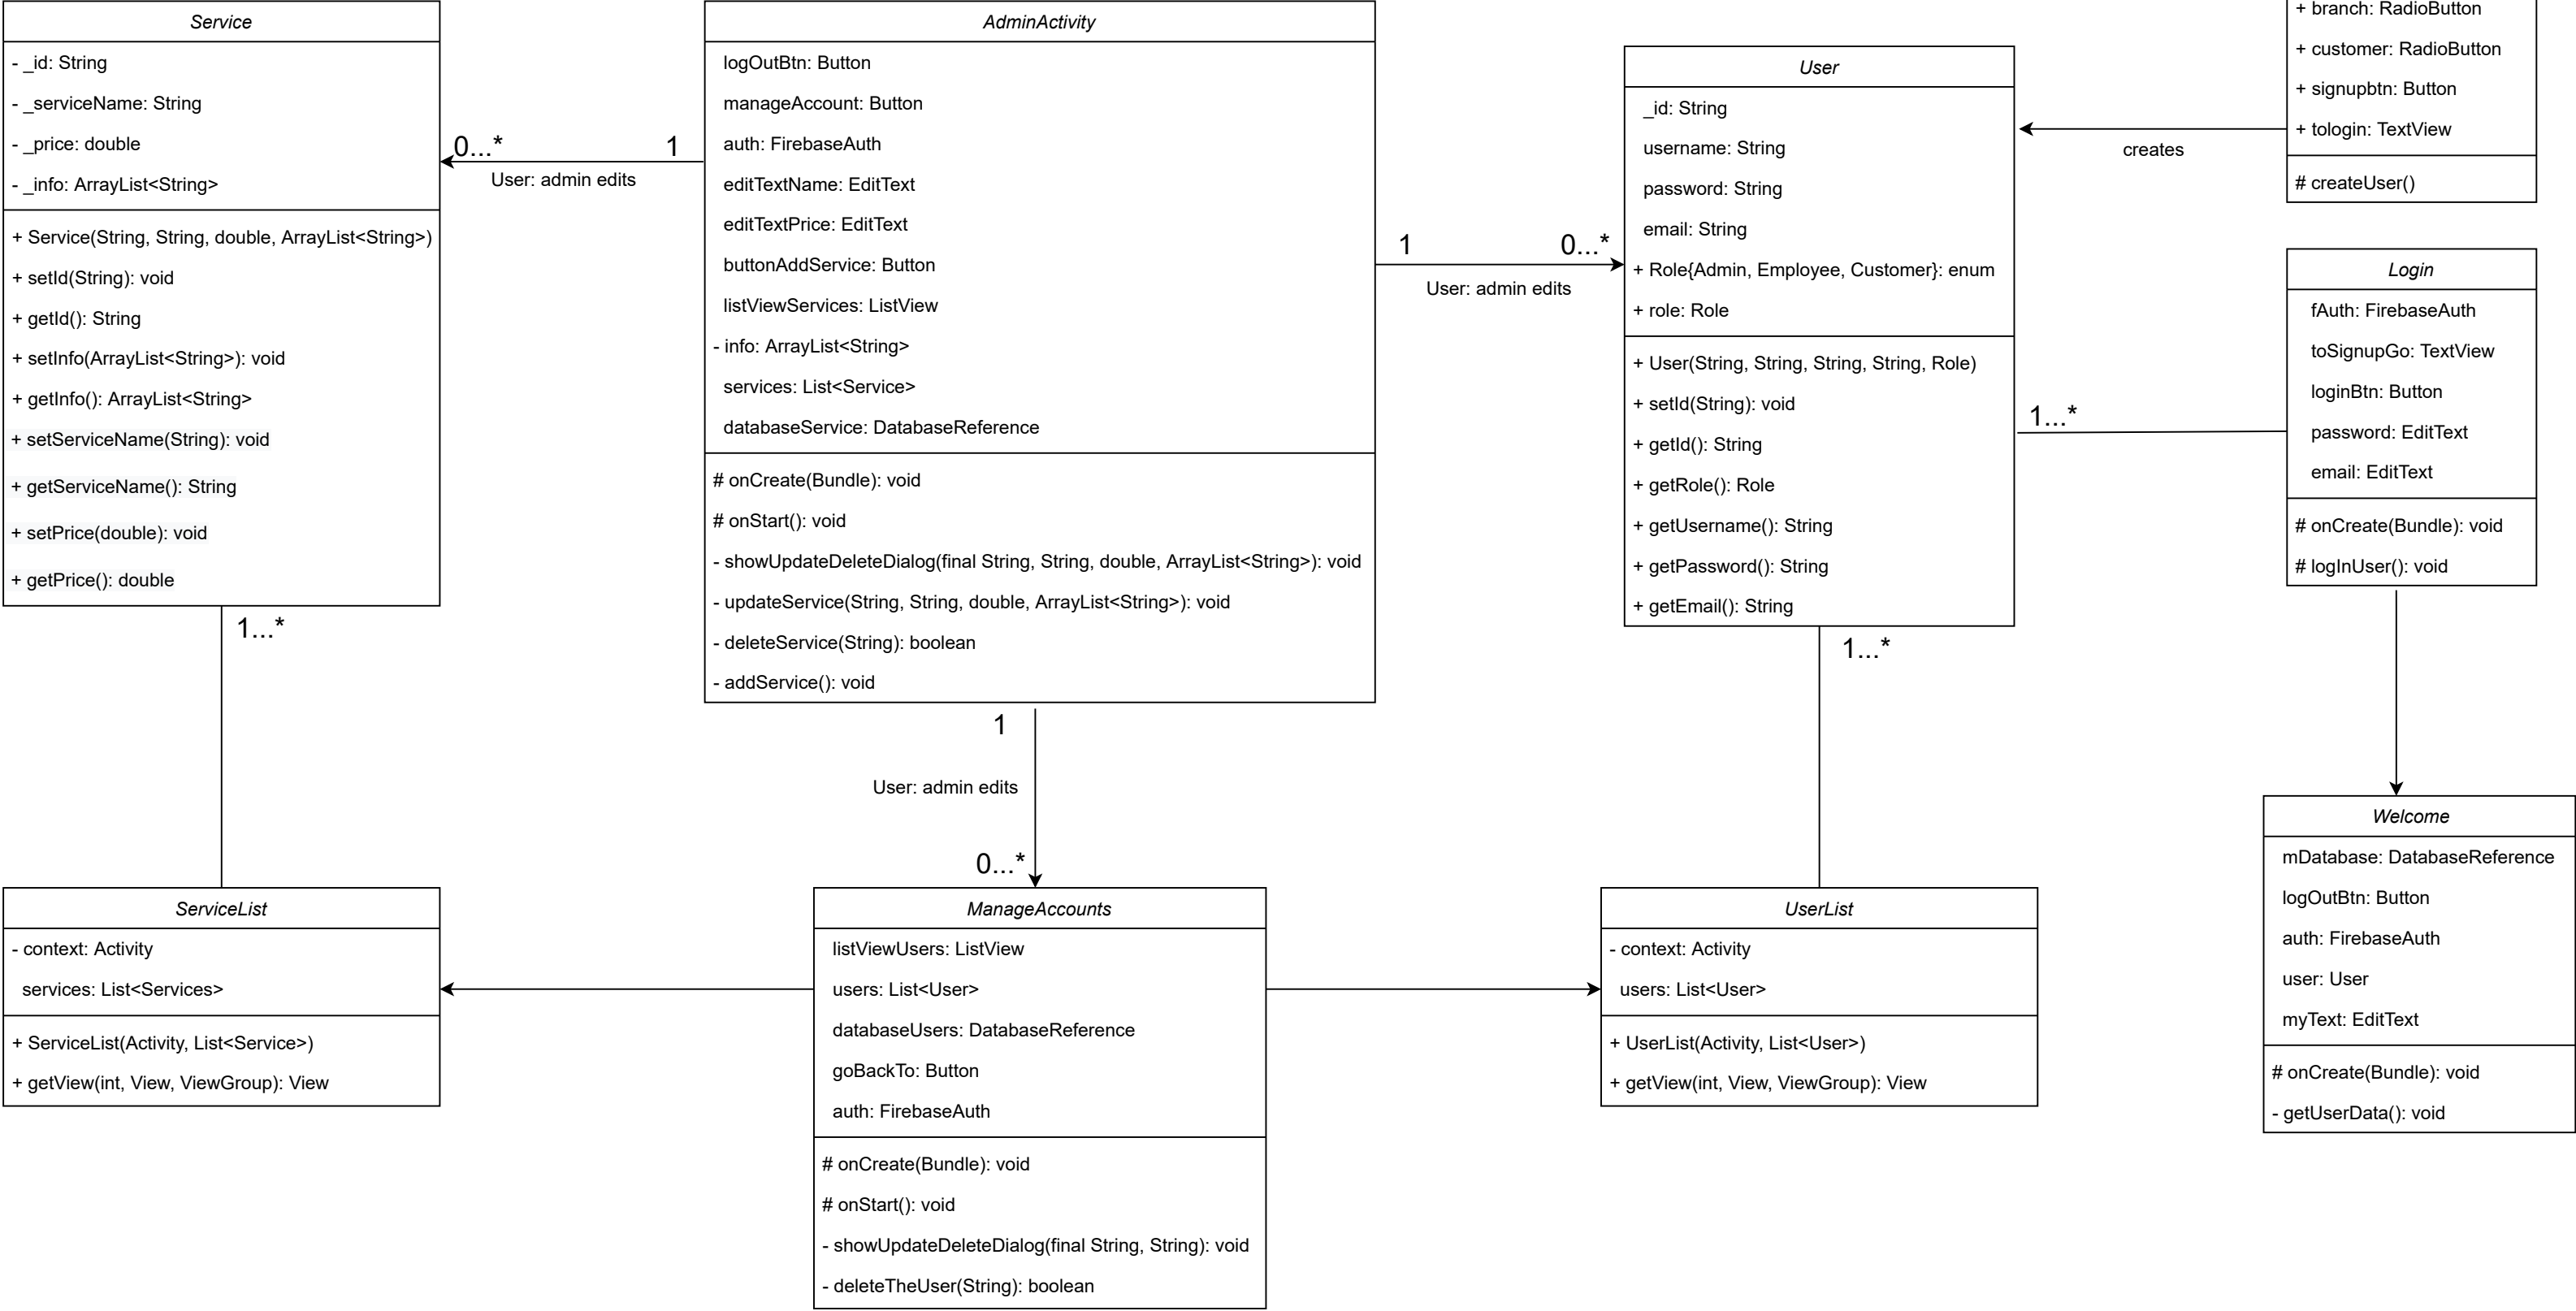 Service
- _id: String
- _serviceName: String
- _price: double
- _info: ArrayList<String>
+ Service(String, String, double, ArrayList<String>)
+ setId(String): void
+ getId(): String
+ setInfo(ArrayList<String>): void
+ getInfo(): ArrayList<String>
+ setServiceName(String): void
+ getServiceName(): String
+ setPrice(double): void
+ getPrice(): double
0...*
1
User: admin edits
AdminActivity
logOutBtn: Button
manageAccount: Button
auth: FirebaseAuth
editTextName: EditText
editTextPrice: EditText
buttonAddService: Button
listViewServices: ListView
- info: ArrayList<String>
services: List<Service>
databaseService: DatabaseReference
# onCreate(Bundle): void
# onStart(): void
- showUpdateDeleteDialog(final String, String, double, ArrayList<String>): void
- updateService(String, String, double, ArrayList<String>): void
- deleteService(String): boolean
- addService(): void
1
0...*
User: admin edits
User
_id: String
username: String
password: String
email: String
+ Role{Admin, Employee, Customer}: enum
+ role: Role
+ User(String, String, String, String, Role)
+ setId(String): void
+ getId(): String
+ getRole(): Role
+ getUsername(): String
+ getPassword(): String
+ getEmail(): String
creates
+ branch: RadioButton
+ customer: RadioButton
+ signupbtn: Button
+ tologin: TextView
# createUser()
1...*
Login
fAuth: FirebaseAuth
toSignupGo: TextView
loginBtn: Button
password: EditText
email: EditText
# onCreate(Bundle): void
# logInUser(): void
1...*
1
User: admin edits
0...*
1...*
ServiceList
- context: Activity
services: List<Services>
+ ServiceList(Activity, List<Service>)
+ getView(int, View, ViewGroup): View
ManageAccounts
listViewUsers: ListView
users: List<User>
databaseUsers: DatabaseReference
goBackTo: Button
auth: FirebaseAuth
# onCreate(Bundle): void
# onStart(): void
- showUpdateDeleteDialog(final String, String): void
- deleteTheUser(String): boolean
UserList
- context: Activity
users: List<User>
+ UserList(Activity, List<User>)
+ getView(int, View, ViewGroup): View
Welcome
mDatabase: DatabaseReference
logOutBtn: Button
auth: FirebaseAuth
user: User
myText: EditText
# onCreate(Bundle): void
- getUserData(): void